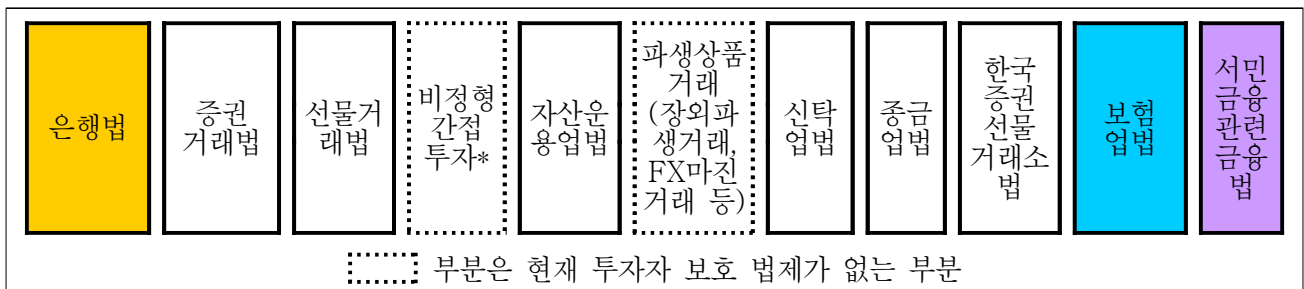 은행법
증권
거래법
선물거
래법
비정형
간접
투자*
자산운
용업법
파생상품
거래
(장외파
생거래,
FX마진
거래 등)
신탁
업법
종금
업법
한국
증권
선물
거래소
법
보험
업법
서민
금융
관련
금융
법
부분은 현재 투자자 보호 법제가 없는 부분